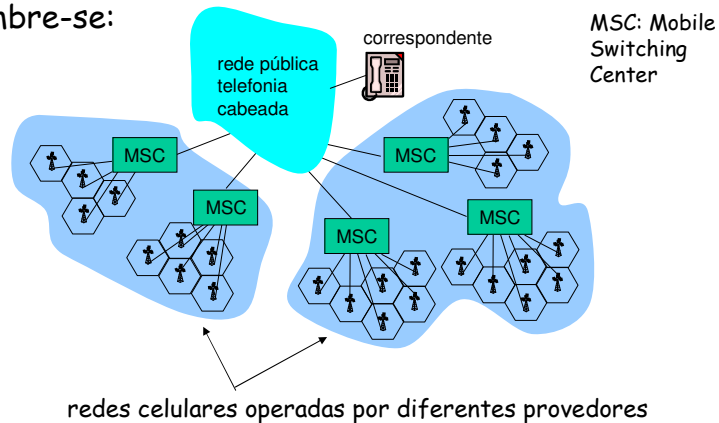 mbre-se:
correspondente
MSC: Mobile
Switching
Center
rede pública
telefonia
cabeada
MSC
MSC
MSC
MSC
MSC
redes celulares operadas por diferentes provedores